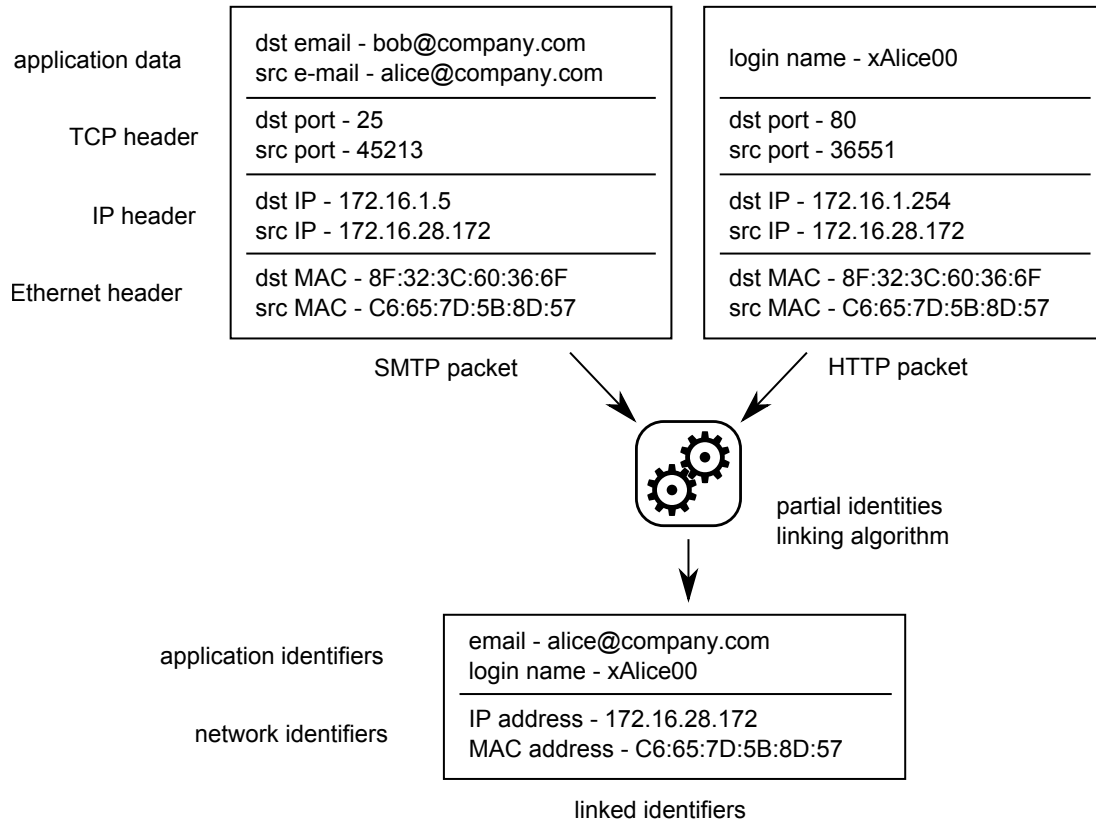 application data
dst email - bob@company.com
src e-mail - alice@company.com
login name - xAlice00
TCP header
dst port - 25
src port - 45213
dst port - 80
src port - 36551
IP header
dst IP - 172.16.1.5
src IP - 172.16.28.172
dst IP - 172.16.1.254
src IP - 172.16.28.172
Ethernet header
dst MAC - 8F:32:3C:60:36:6F
src MAC - C6:65:7D:5B:8D:57
dst MAC - 8F:32:3C:60:36:6F
src MAC - C6:65:7D:5B:8D:57
SMTP packet
HTTP packet
partial identities
linking algorithm
application identifiers
email - alice@company.com
login name - xAlice00
network identifiers
IP address - 172.16.28.172
MAC address - C6:65:7D:5B:8D:57
linked identifiers